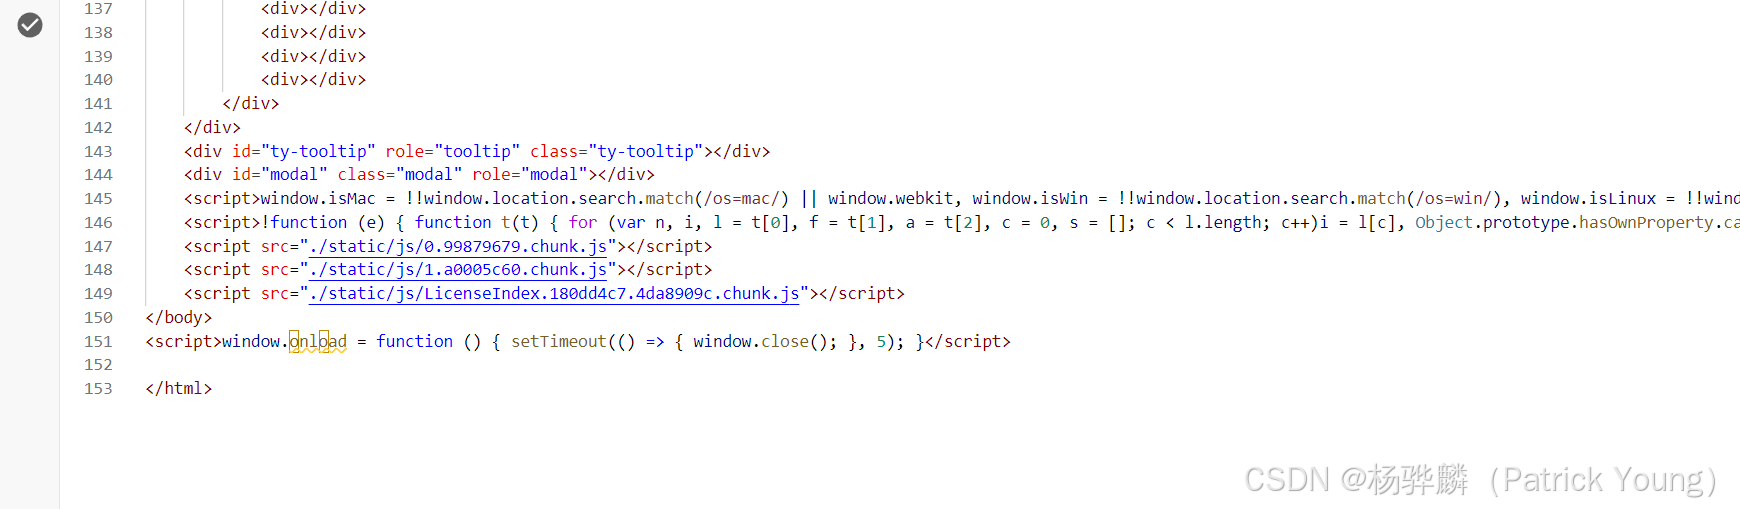 137 <div></div>
138 <div></div>
139 <div></div>
140 <div></div>
141 </div>
142 </div>
143 <div id="ty-tooltip" role="tooltip" class="ty-tooltip"></div>
144 <div id="modal" class="modal" role="modal"></div>
145 <script>window.isMac = !!window.location.search.match(/os=mac/) || window.webkit, window.isWin = !!window.location.search.match(/os=win/), window.isLinux = !!wind
146 <script>!function (e) { function t(t) { for (var n, i, l = t[0], f = t[1], a = t[2], c = 0, s = []; c < l.length; c++)i = l[c], Object.prototype.hasOwnProperty.ca
147 <script src="./static/js/0.99879679.chunk.js"></script>
148 <script src="./static/js/1.a0005c60.chunk.js"></script>
149 <script src="./static/js/LicenseIndex.180dd4c7.4da8909c.chunk.js"></script>
150 </body>
151 <script>window.onload = function () { setTimeout(() => { window.close(); }, 5); }</script>
152
153 </html>
CSDN @杨骅麟（Patrick Young）